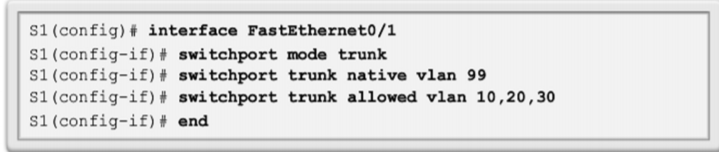 S1(config)# interface FastEthernet0/1
S1(config-if)# switchport mode trunk
S1(config-if)# switchport trunk native vlan 99
S1(config-if)# switchport trunk allowed vlan 10,20,30
S1(config-if)# end